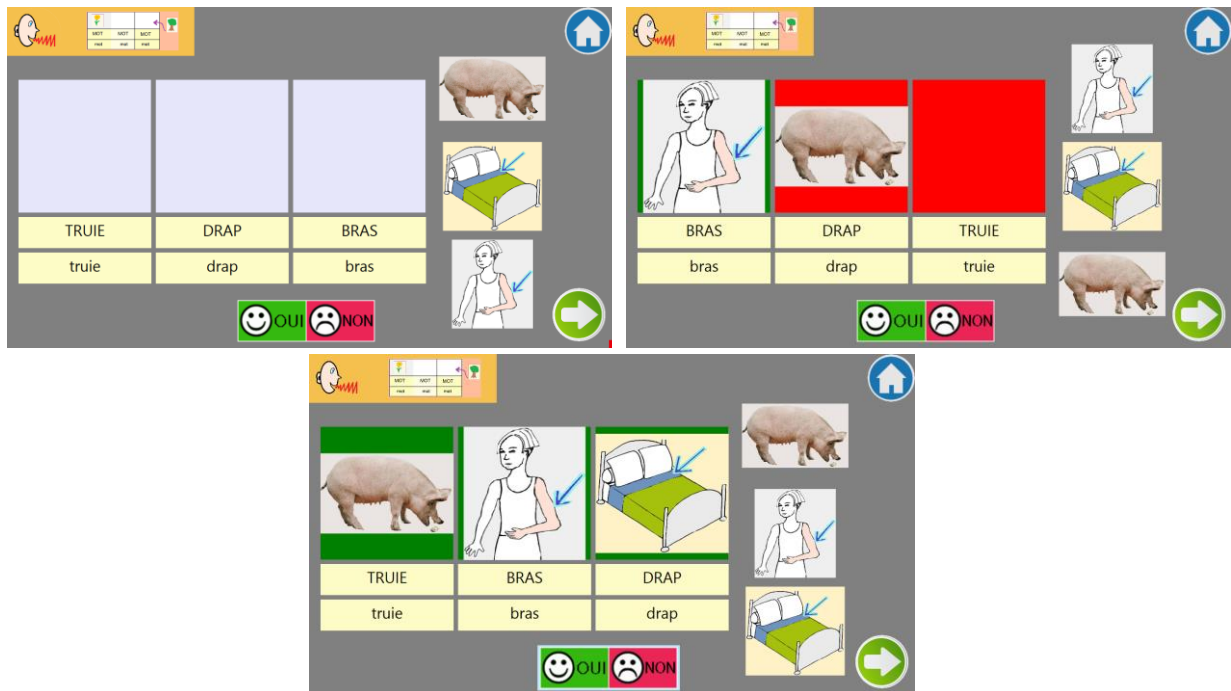 MOT MOT MOT
mot mot mot
TRUIE DRAP BRAS
truie drap bras
OUI NON
MOT MOT MOT
mot mot mot
BRAS DRAP TRUIE
bras drap truie
OUI NON
MOT MOT MOT
mot mot mot
TRUIE BRAS DRAP
truie bras drap
OUI NON